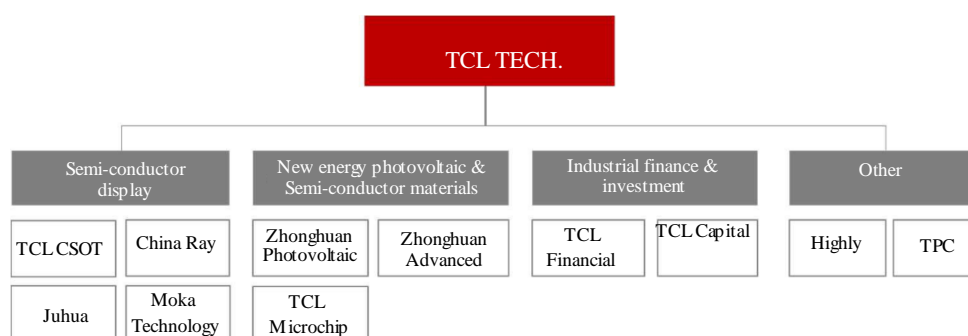 TCL TECH.
Semi-conductor
display
New energy photovoltaic &
Semi-conductor materials
Industrial finance &
investment
Other
TCL CSOT
China Ray
Zhonghuan
Photovoltaic
Zhonghuan
Advanced
TCL
Financial
TCL Capital
Highly
TPC
Juhua
Moka
Technology
TCL
Microchip